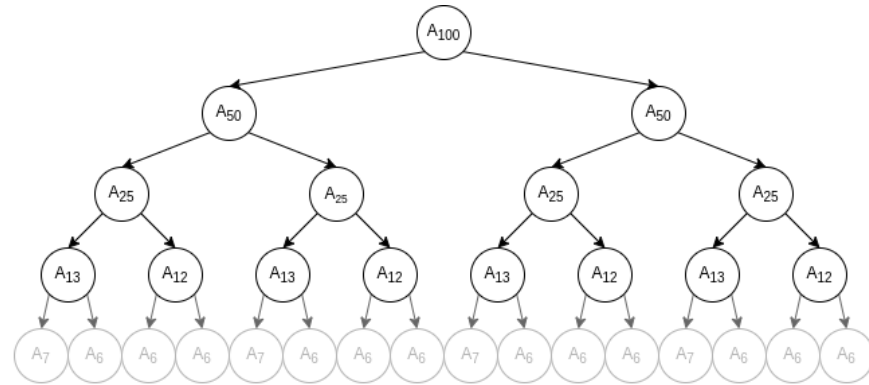 A₁₀₀
A₅₀ A₅₀
A₂₅ A₂₅ A₂₅ A₂₅
A₁₃ A₁₂ A₁₃ A₁₂ A₁₃ A₁₂ A₁₃ A₁₂
A₇ A₆ A₆ A₆ A₇ A₆ A₆ A₆ A₇ A₆ A₆ A₆ A₇ A₆ A₆ A₆